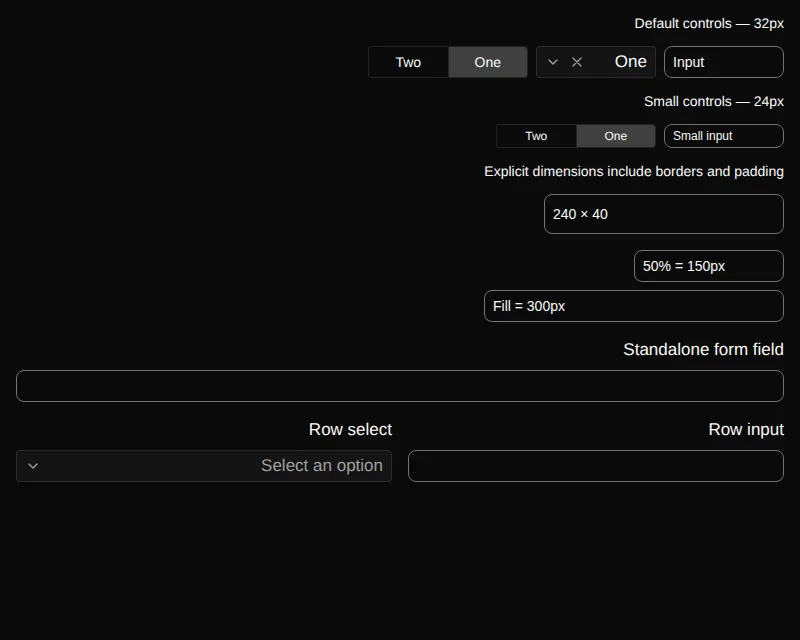 Default controls — 32px
Input
One
One
Two
Small controls — 24px
Small input
One
Two
Explicit dimensions include borders and padding
240 × 40
50% = 150px
Fill = 300px
Standalone form field
Row input
Row select
Select an option